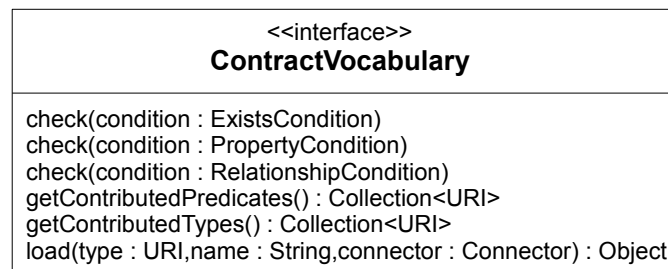 <<interface>>
ContractVocabulary
check(condition : ExistsCondition)
check(condition : PropertyCondition)
check(condition : RelationshipCondition)
getContributedPredicates() : Collection<URI>
getContributedTypes() : Collection<URI>
load(type : URI,name : String,connector : Connector) : Object